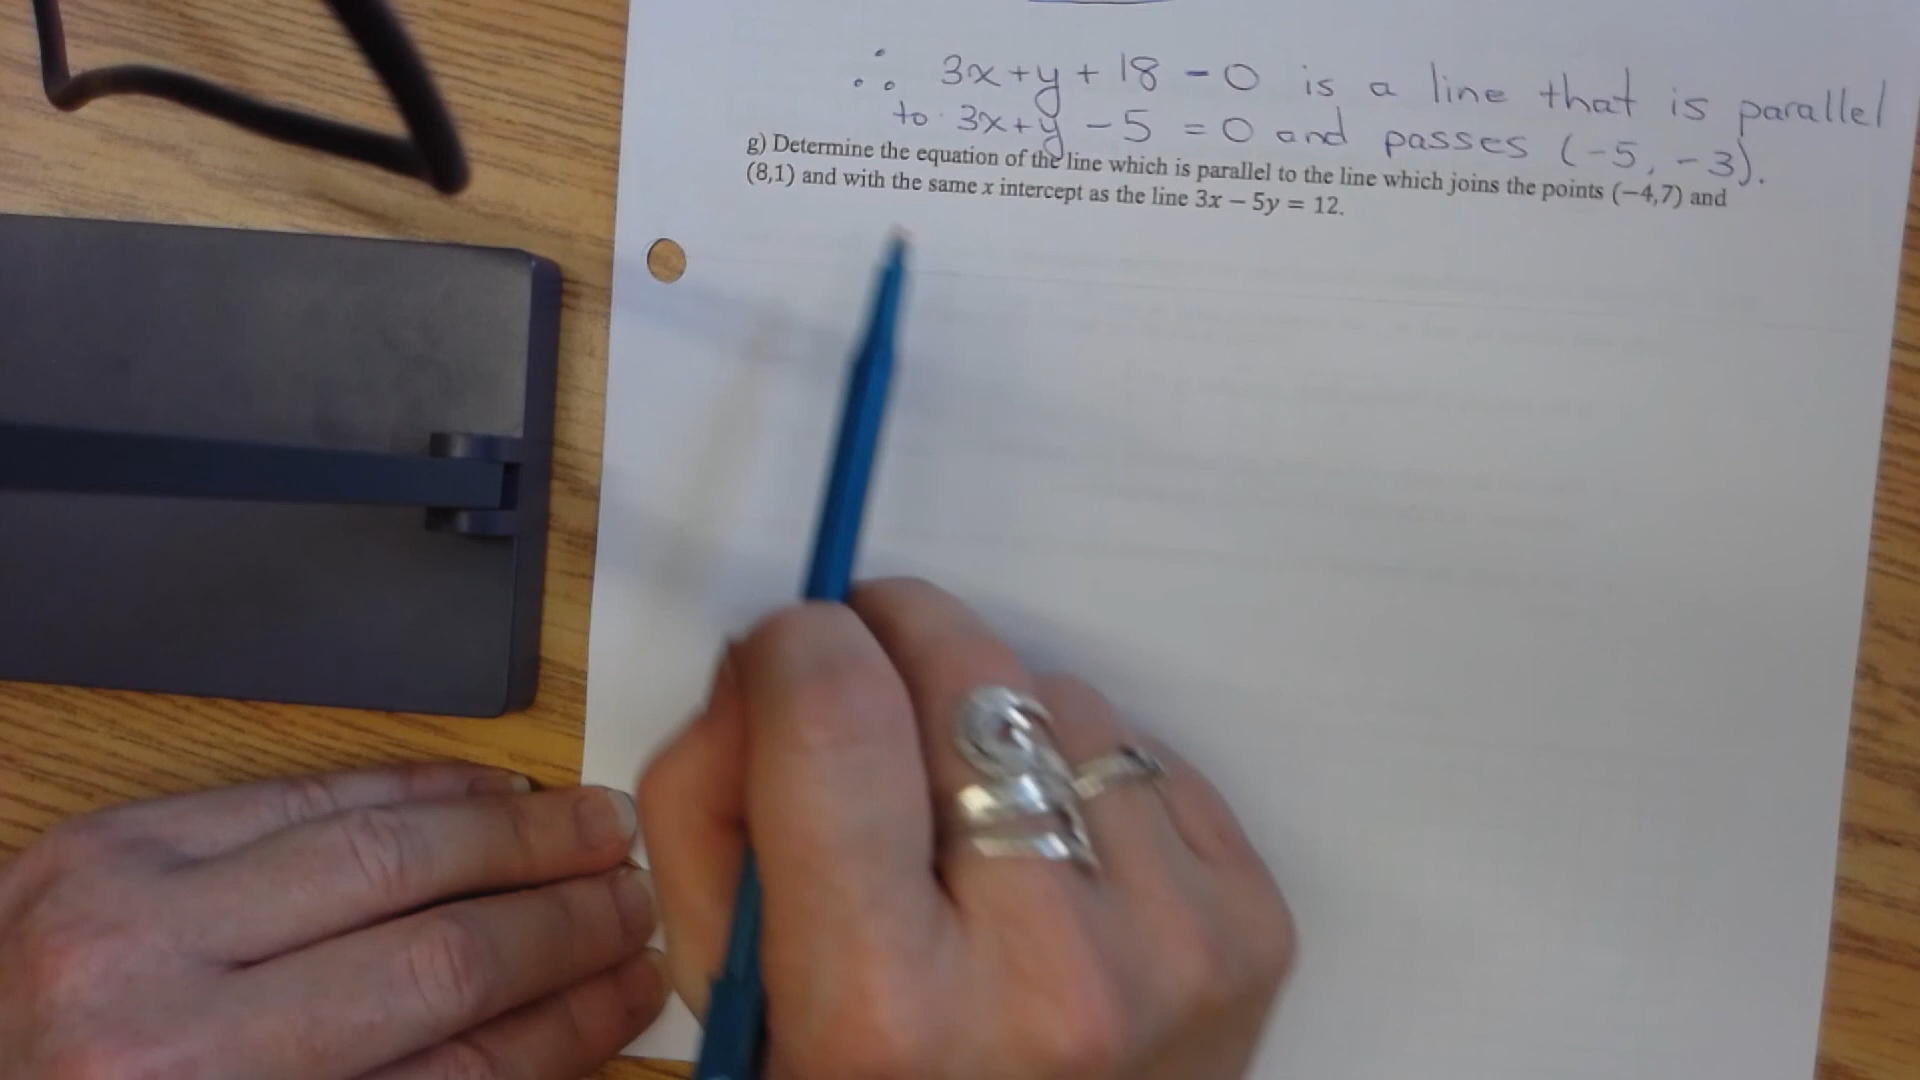 ∴ 3x+y+18-0 is a line that is parallel
to 3x+y-5=0 and passes (-5,-3).
g) Determine the equation of the line which is parallel to the line which joins the points (−4,7) and
(8,1) and with the same x intercept as the line 3x − 5y = 12.